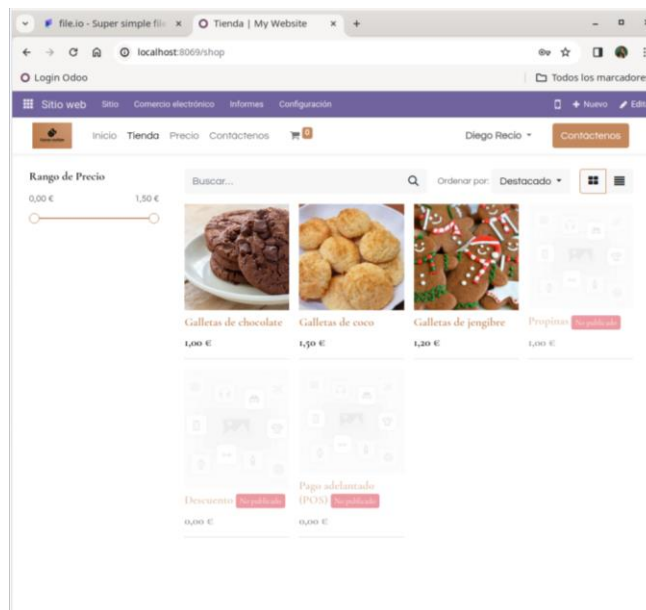 file.io - Super simple fil
Tienda | My Website
localhost:8069/shop
Login Odoo
Todos los marcadore
Sitio web Sitio Comercio electrónico Informes Configuración + Nuevo Edit
Inicio Tienda Precio Contáctenos 0 Diego Recio Contáctenos
Rango de Precio
0,00 € 1,50 €
Buscar... Ordenar por: Destacado
Galletas de chocolate
1,00 €
Galletas de coco
1,50 €
Galletas de jengibre
1,20 €
Propinas No publicado
1,00 €
Descuento No publicado
0,00 €
Pago adelantado
(POS) No publicado
0,00 €